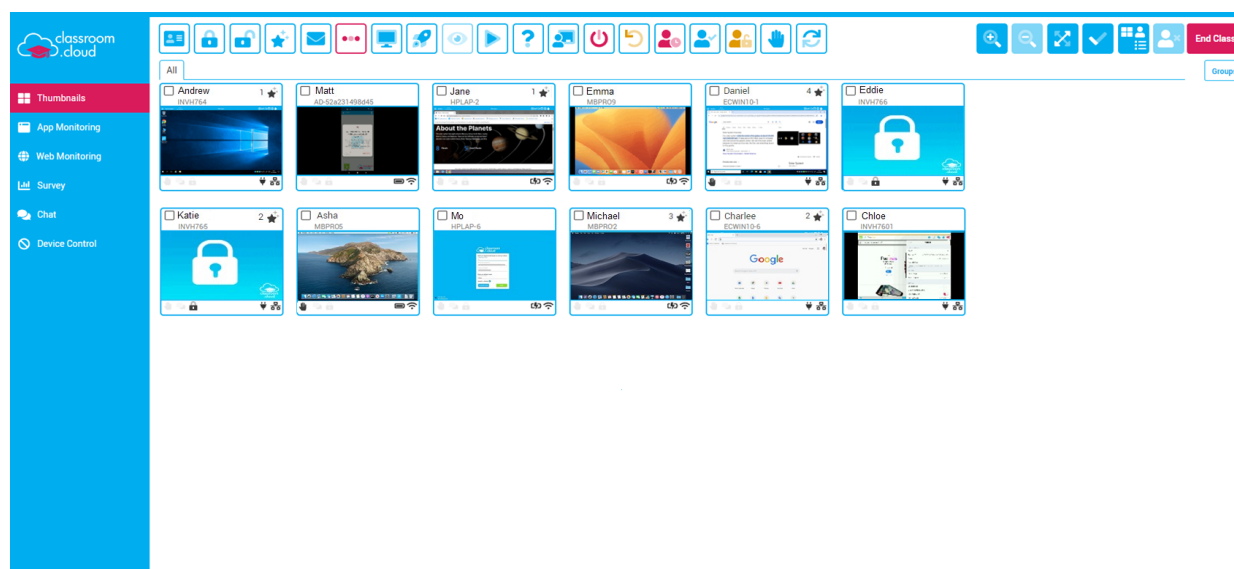 classroom
.cloud
End Class
All
Group
Thumbnails
App Monitoring
Web Monitoring
Survey
Chat
Device Control
Andrew 1
INVH764
Matt
AD-52a231498d45
Jane 1
HPLAP-2
About the Planets
Emma
MBPRO9
Daniel 4
ECWIN10-1
Eddie
INVH766
Katie 2
INVH765
Asha
MBPRO5
Mo
HPLAP-6
Michael 3
MBPRO2
Charlee 2
ECWIN10-6
Google
Chloe
INVH7601